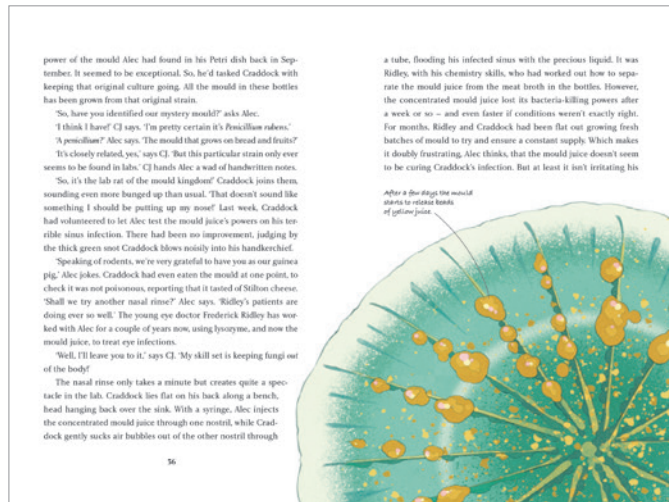 power of the mould Alec had found in his Petri dish back in Sep-
tember. It seemed to be exceptional. So, he'd tasked Craddock with
keeping that original culture going. All the mould in these bottles
has been grown from that original strain.
'So, have you identified our mystery mould?' asks Alec.
'I think I have!' CJ says. 'I'm pretty certain it's Penicillium rubens.'
'A penicillium?' Alec says. 'The mould that grows on bread and fruits?'
'It's closely related, yes,' says CJ. 'But this particular strain only ever
seems to be found in labs.' CJ hands Alec a wad of handwritten notes.
'So, it's the lab rat of the mould kingdom!' Craddock joins them,
sounding even more bunged up than usual. 'That doesn't sound like
something I should be putting up my nose!' Last week, Craddock
had volunteered to let Alec test the mould juice's powers on his ter-
rible sinus infection. There had been no improvement, judging by
the thick green snot Craddock blows noisily into his handkerchief.
'Speaking of rodents, we're very grateful to have you as our guinea
pig,' Alec jokes. Craddock had even eaten the mould at one point, to
check it was not poisonous, reporting that it tasted of Stilton cheese.
'Shall we try another nasal rinse?' Alec says. 'Ridley's patients are
doing ever so well.' The young eye doctor Frederick Ridley has wor-
ked with Alec for a couple of years now, using lysozyme, and now the
mould juice, to treat eye infections.
'Well, I'll leave you to it,' says CJ. 'My skill set is keeping fungi out
of the body!'
The nasal rinse only takes a minute but creates quite a spec-
tacle in the lab. Craddock lies flat on his back along a bench,
head hanging back over the sink. With a syringe, Alec injects
the concentrated mould juice through one nostril, while Crad-
dock gently sucks air bubbles out of the other nostril through
56
a tube, flooding his infected sinus with the precious liquid. It was
Ridley, with his chemistry skills, who had worked out how to sepa-
rate the mould juice from the meat broth in the bottles. However,
the concentrated mould juice lost its bacteria-killing powers after
a week or so – and even faster if conditions weren't exactly right.
For months, Ridley and Craddock had been flat out growing fresh
batches of mould to try and ensure a constant supply. Which makes
it doubly frustrating, Alec thinks, that the mould juice doesn't seem
to be curing Craddock's infection. But at least it isn't irritating his
After a few days the mould
starts to release beads
of yellow juice